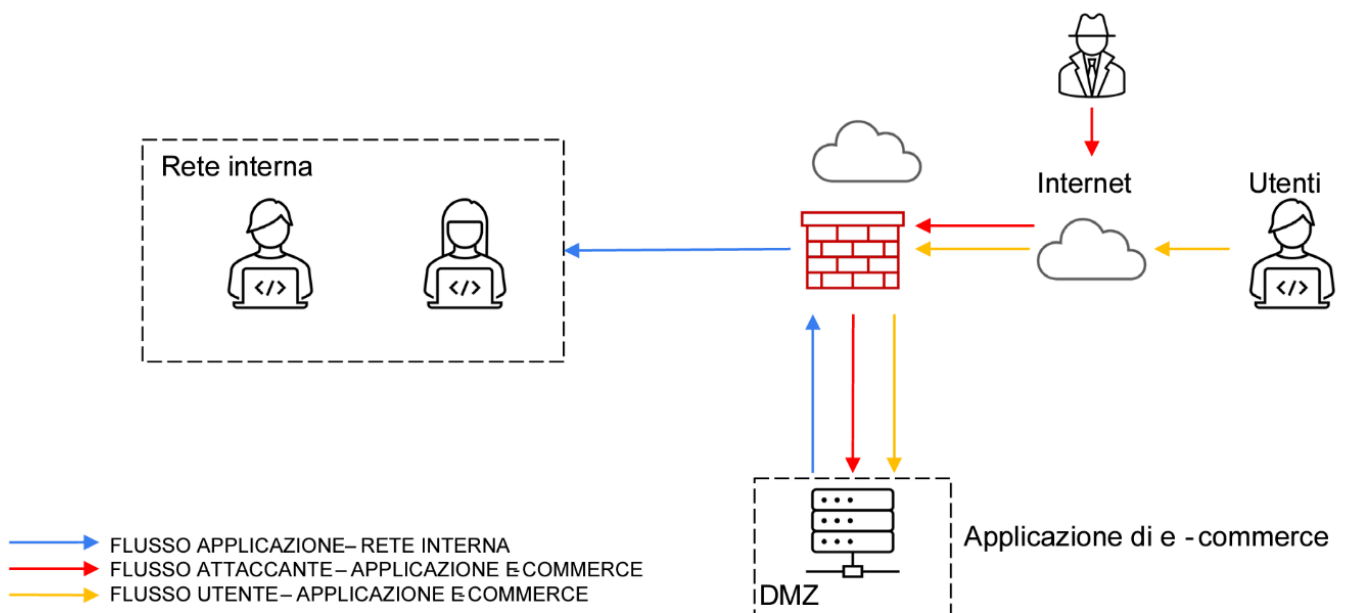 Rete interna
Internet
Utenti
</>
</>
</>
Applicazione di e - commerce
DMZ
FLUSSO APPLICAZIONE– RETE INTERNA
FLUSSO ATTACCANTE– APPLICAZIONE E-COMMERCE
FLUSSO UTENTE– APPLICAZIONE E-COMMERCE